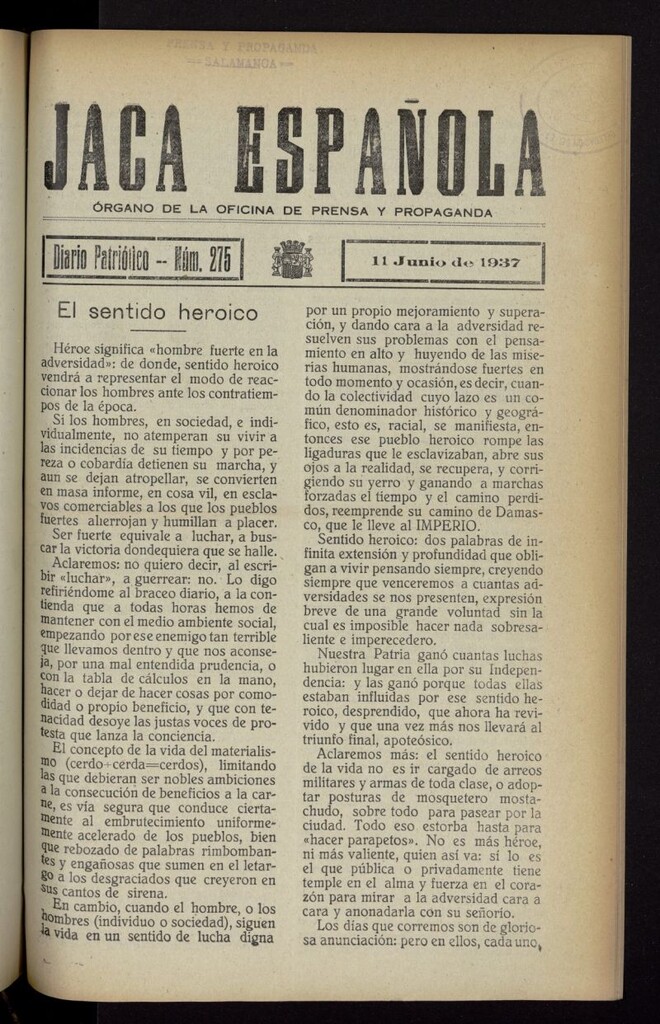 PRENSA Y PROPAGANDA
SALAMANCA
JACA ESPAÑOLA
ÓRGANO DE LA OFICINA DE PRENSA Y PROPAGANDA
Diario Patriótico -- Núm. 275
11 Junio de 1937
El sentido heroico
Héroe significa «hombre fuerte en la
adversidad»: de donde, sentido heroico
vendrá a representar el modo de reac-
cionar los hombres ante los contratiem-
pos de la época.
Si los hombres, en sociedad, e indi-
vidualmente, no atemperan su vivir a
las incidencias de su tiempo y por pe-
reza o cobardía detienen su marcha, y
aun se dejan atropellar, se convierten
en masa informe, en cosa vil, en escla-
vos comerciables a los que los pueblos
fuertes aherrojan y humillan a placer.
Ser fuerte equivale a luchar, a bus-
car la victoria dondequiera que se halle.
Aclaremos: no quiero decir, al escri-
bir «luchar», a guerrear: no. Lo digo
refiriéndome al braceo diario, a la con-
tienda que a todas horas hemos de
mantener con el medio ambiente social,
empezando por ese enemigo tan terrible
que llevamos dentro y que nos aconse-
ja, por una mal entendida prudencia, o
con la tabla de cálculos en la mano,
hacer o dejar de hacer cosas por como-
didad o propio beneficio, y que con te-
nacidad desoye las justas voces de pro-
testa que lanza la conciencia.
El concepto de la vida del materialis-
mo (cerdo+cerda=cerdos), limitando
las que debieran ser nobles ambiciones
a la consecución de beneficios a la car-
ne, es vía segura que conduce cierta-
mente al embrutecimiento uniforme-
mente acelerado de los pueblos, bien
que rebozado de palabras rimbomban-
tes y engañosas que sumen en el letar-
go a los desgraciados que creyeron en
sus cantos de sirena.
En cambio, cuando el hombre, o los
hombres (individuo o sociedad), siguen
la vida en un sentido de lucha digna
por un propio mejoramiento y supera-
ción, y dando cara a la adversidad re-
suelven sus problemas con el pensa-
miento en alto y huyendo de las mise-
rias humanas, mostrándose fuertes en
todo momento y ocasión, es decir, cuan-
do la colectividad cuyo lazo es un co-
mún denominador histórico y geográ-
fico, esto es, racial, se manifiesta, en-
tonces ese pueblo heroico rompe las
ligaduras que le esclavizaban, abre sus
ojos a la realidad, se recupera, y corri-
giendo su yerro y ganando a marchas
forzadas el tiempo y el camino perdi-
dos, reemprende su camino de Damas-
co, que le lleve al IMPERIO.
Sentido heroico: dos palabras de in-
finita extensión y profundidad que obli-
gan a vivir pensando siempre, creyendo
siempre que venceremos a cuantas ad-
versidades se nos presenten, expresión
breve de una grande voluntad sin la
cual es imposible hacer nada sobresa-
liente e imperecedero.
Nuestra Patria ganó cuantas luchas
hubieron lugar en ella por su Indepen-
dencia: y las ganó porque todas ellas
estaban influidas por ese sentido he-
roico, desprendido, que ahora ha revi-
vido y que una vez más nos llevará al
triunfo final, apoteósico.
Aclaremos más: el sentido heroico
de la vida no es ir cargado de arreos
militares y armas de toda clase, o adop-
tar posturas de mosquetero mosta-
chudo, sobre todo para pasear por la
ciudad. Todo eso estorba hasta para
«hacer parapetos». No es más héroe,
ni más valiente, quien así va: sí lo es
el que pública o privadamente tiene
temple en el alma y fuerza en el cora-
zón para mirar a la adversidad cara a
cara y anonadarla con su señorio.
Los días que corremos son de glorio-
sa anunciación: pero en ellos, cada uno,